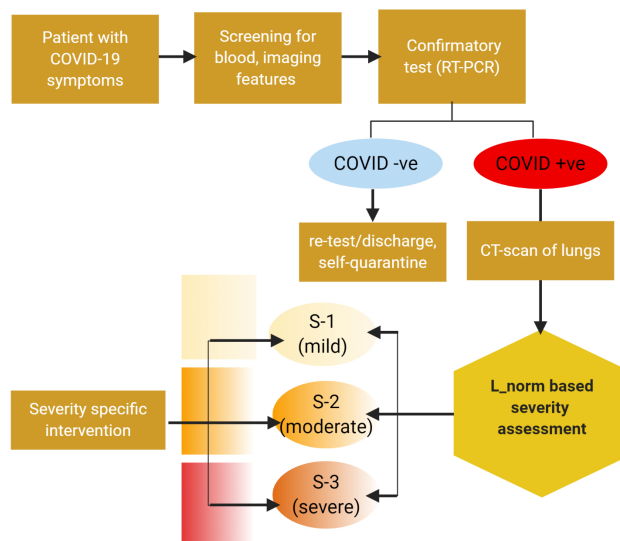 Patient with
COVID-19
symptoms
Screening for
blood, imaging
features
Confirmatory
test (RT-PCR)
COVID -ve
COVID +ve
re-test/discharge,
self-quarantine
CT-scan of lungs
S-1
(mild)
L_norm based
severity
assessment
Severity specific
intervention
S-2
(moderate)
S-3
(severe)